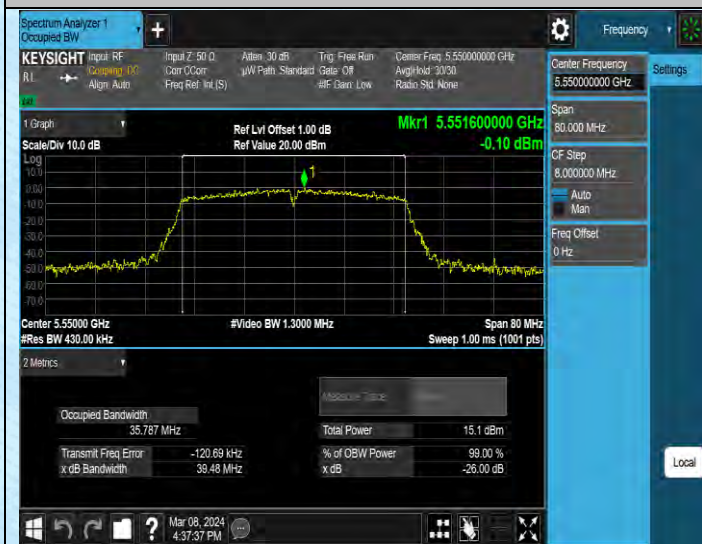 Spectrum Analyzer 1
Occupied BW
Frequency
KEYSIGHT
Input: RF
Coupling: DC
Align: Auto
Input Z: 50 Ω
Corr CCorr
Freq Ref: Int (S)
Atten: 30 dB
µW Path: Standard
Trig: Free Run
Gate: Off
#IF Gain: Low
Center Freq: 5.550000000 GHz
Avg|Hold: 30/30
Radio Std: None
Center Frequency
5.550000000 GHz
Settings
Span
80.000 MHz
CF Step
8.000000 MHz
Auto
Man
Freq Offset
0 Hz
1 Graph
Scale/Div 10.0 dB
Ref Lvl Offset 1.00 dB
Ref Value 20.00 dBm
Mkr1 5.551600000 GHz
-0.10 dBm
Log
10.0
0.00
-10.0
-20.0
-30.0
-40.0
-50.0
-60.0
-70.0
1
Center 5.55000 GHz
#Video BW 1.3000 MHz
Span 80 MHz
#Res BW 430.00 kHz
Sweep 1.00 ms (1001 pts)
2 Metrics
Measure Trace
Occupied Bandwidth
35.787 MHz
Total Power
15.1 dBm
Transmit Freq Error
-120.69 kHz
% of OBW Power
99.00 %
x dB Bandwidth
39.48 MHz
x dB
-26.00 dB
Local
?
Mar 08, 2024
4:37:37 PM